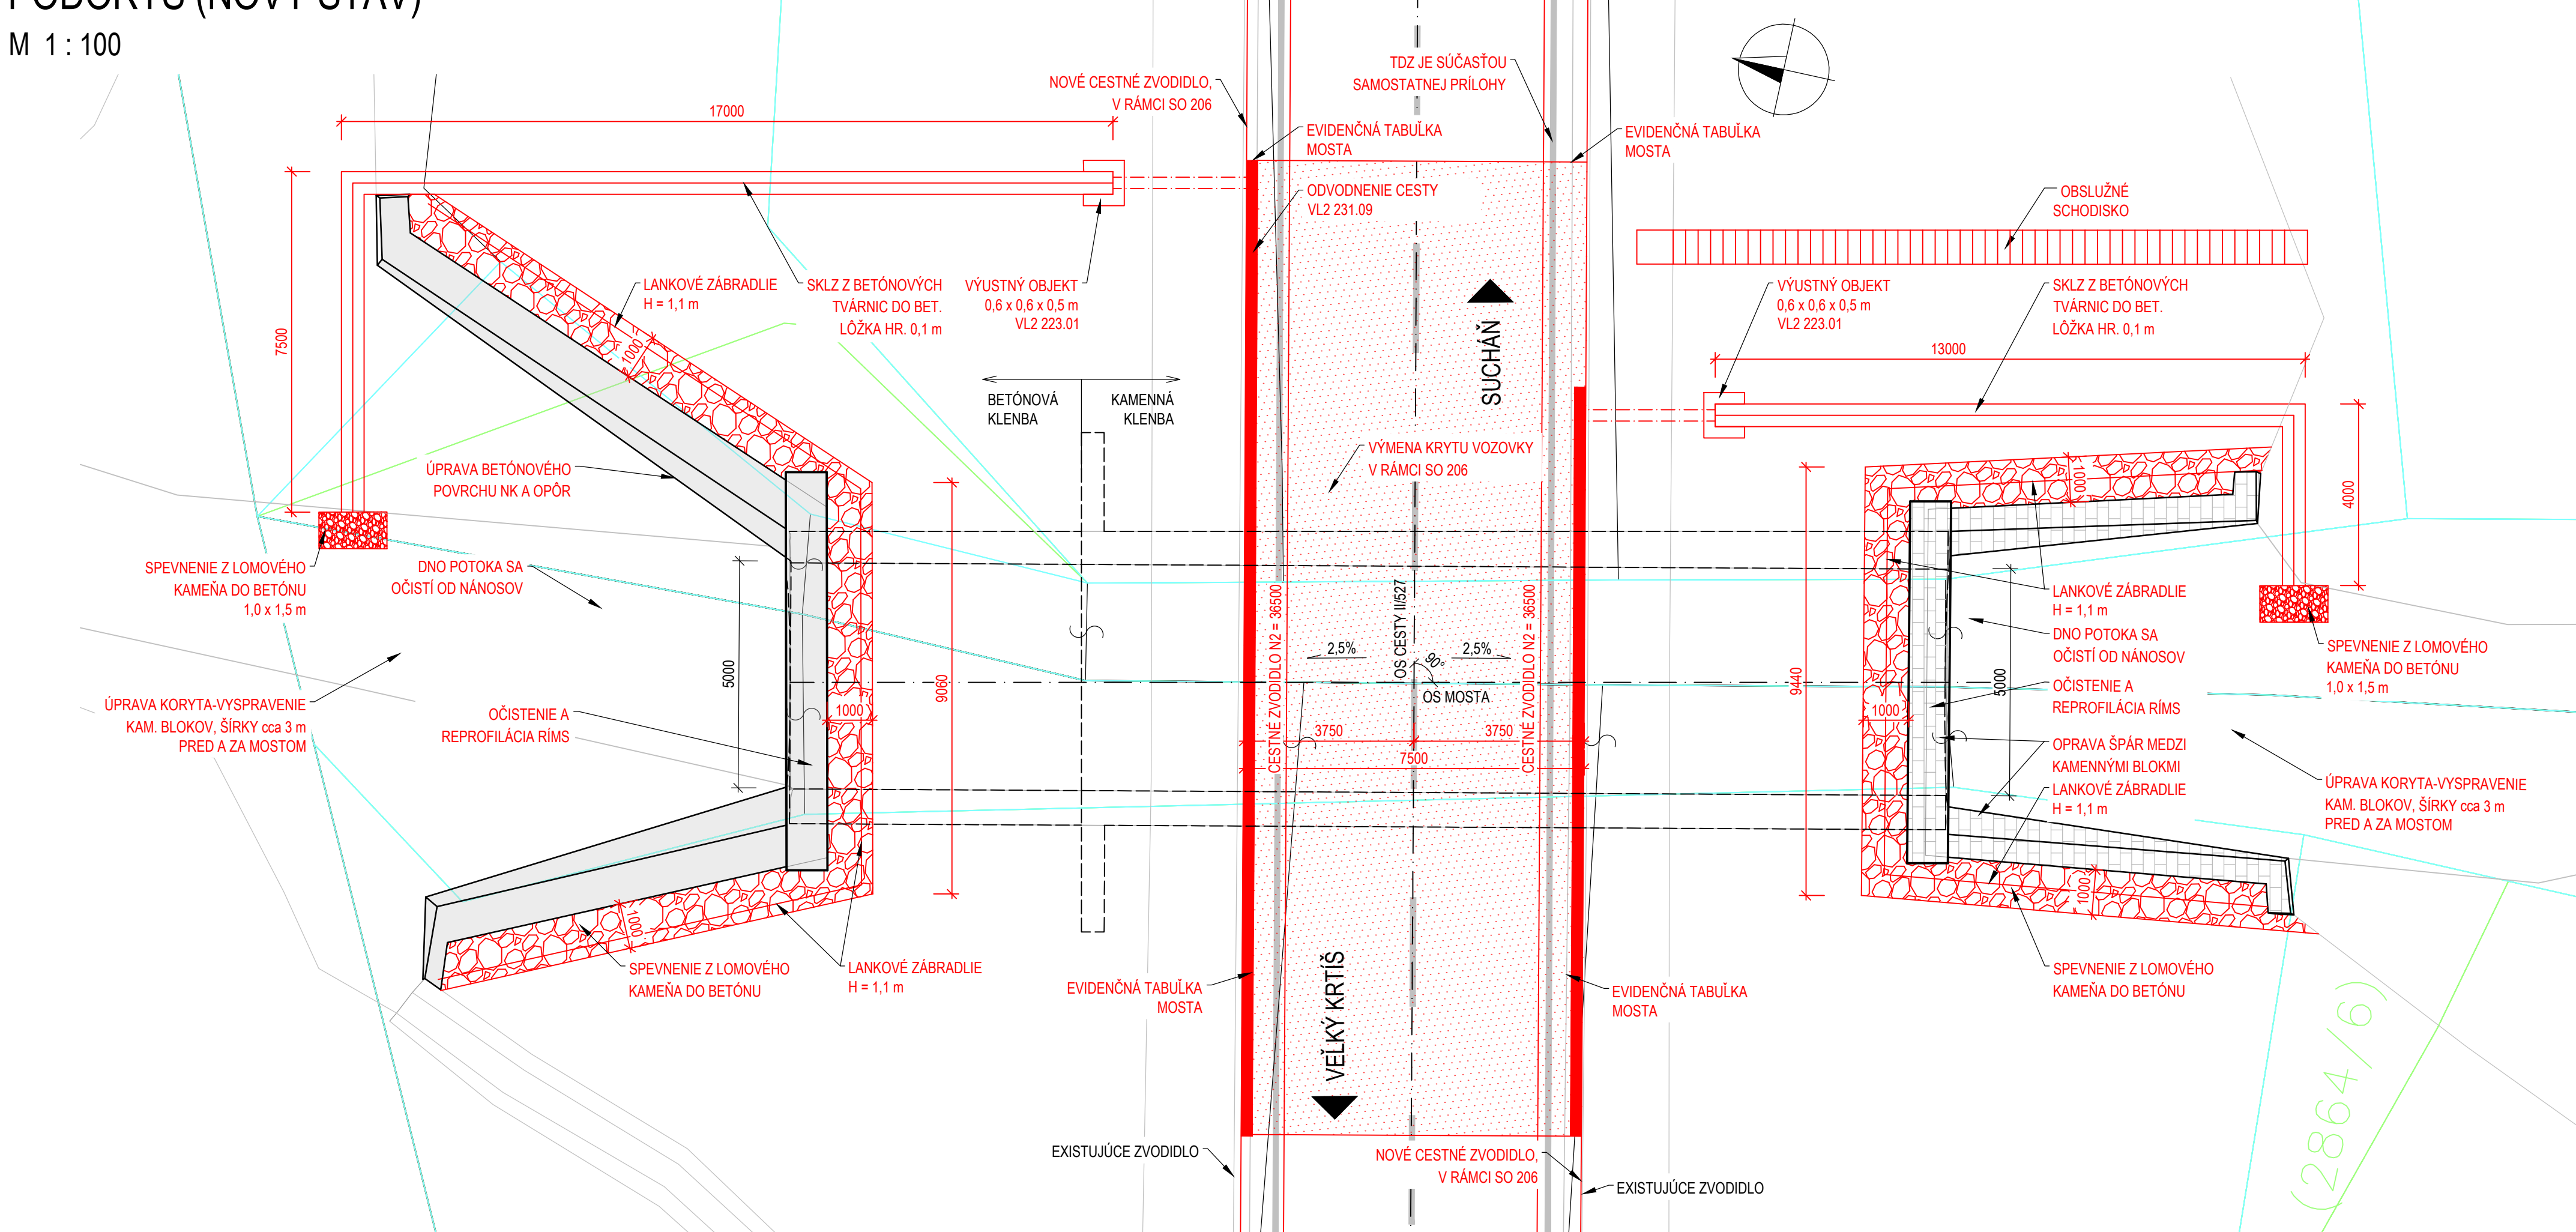 M 1 : 100
NOVÉ CESTNÉ ZVODIDLO,
V RÁMCI SO 206
TDZ JE SÚČASŤOU
SAMOSTATNEJ PRÍLOHY
17000
EVIDENČNÁ TABUĽKA
MOSTA
EVIDENČNÁ TABUĽKA
MOSTA
ODVODNENIE CESTY
VL2 231.09
OBSLUŽNÉ
SCHODISKO
LANKOVÉ ZÁBRADLIE
H = 1,1 m
SKLZ Z BETÓNOVÝCH
TVÁRNIC DO BET.
LÔŽKA HR. 0,1 m
VÝUSTNÝ OBJEKT
0,6 x 0,6 x 0,5 m
VL2 223.01
VÝUSTNÝ OBJEKT
0,6 x 0,6 x 0,5 m
VL2 223.01
SKLZ Z BETÓNOVÝCH
TVÁRNIC DO BET.
LÔŽKA HR. 0,1 m
7500
1000
SUCHÁŇ
13000
BETÓNOVÁ
KLENBA
KAMENNÁ
KLENBA
VÝMENA KRYTU VOZOVKY
V RÁMCI SO 206
ÚPRAVA BETÓNOVÉHO
POVRCHU NK A OPÔR
1000
4000
SPEVNENIE Z LOMOVÉHO
KAMEŇA DO BETÓNU
1,0 x 1,5 m
DNO POTOKA SA
OČISTÍ OD NÁNOSOV
LANKOVÉ ZÁBRADLIE
H = 1,1 m
DNO POTOKA SA
OČISTÍ OD NÁNOSOV
SPEVNENIE Z LOMOVÉHO
KAMEŇA DO BETÓNU
1,0 x 1,5 m
CESTNÉ ZVODIDLO N2 = 36500
OS CESTY II/527
CESTNÉ ZVODIDLO N2 = 36500
2,5%
2,5%
90°
OS MOSTA
5000
9060
9440
5000
OČISTENIE A
REPROFILÁCIA RÍMS
ÚPRAVA KORYTA-VYSPRAVENIE
KAM. BLOKOV, ŠÍRKY cca 3 m
PRED A ZA MOSTOM
OČISTENIE A
REPROFILÁCIA RÍMS
1000
1000
3750
3750
7500
OPRAVA ŠPÁR MEDZI
KAMENNÝMI BLOKMI
LANKOVÉ ZÁBRADLIE
H = 1,1 m
ÚPRAVA KORYTA-VYSPRAVENIE
KAM. BLOKOV, ŠÍRKY cca 3 m
PRED A ZA MOSTOM
1000
1000
SPEVNENIE Z LOMOVÉHO
KAMEŇA DO BETÓNU
LANKOVÉ ZÁBRADLIE
H = 1,1 m
EVIDENČNÁ TABUĽKA
MOSTA
VEĽKÝ KRTÍŠ
EVIDENČNÁ TABUĽKA
MOSTA
SPEVNENIE Z LOMOVÉHO
KAMEŇA DO BETÓNU
(2864/6)
EXISTUJÚCE ZVODIDLO
NOVÉ CESTNÉ ZVODIDLO,
V RÁMCI SO 206
EXISTUJÚCE ZVODIDLO